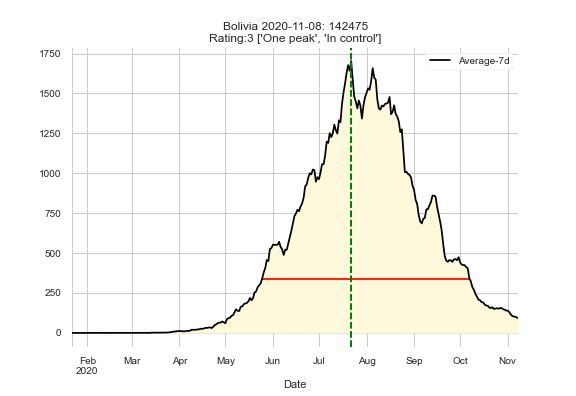 Bolivia 2020-11-08: 142475
Rating:3 ['One peak', 'In control']
Average-7d
1750
1500
1250
1000
750
500
250
0
Feb Mar Apr May Jun Jul Aug Sep Oct Nov
2020
Date